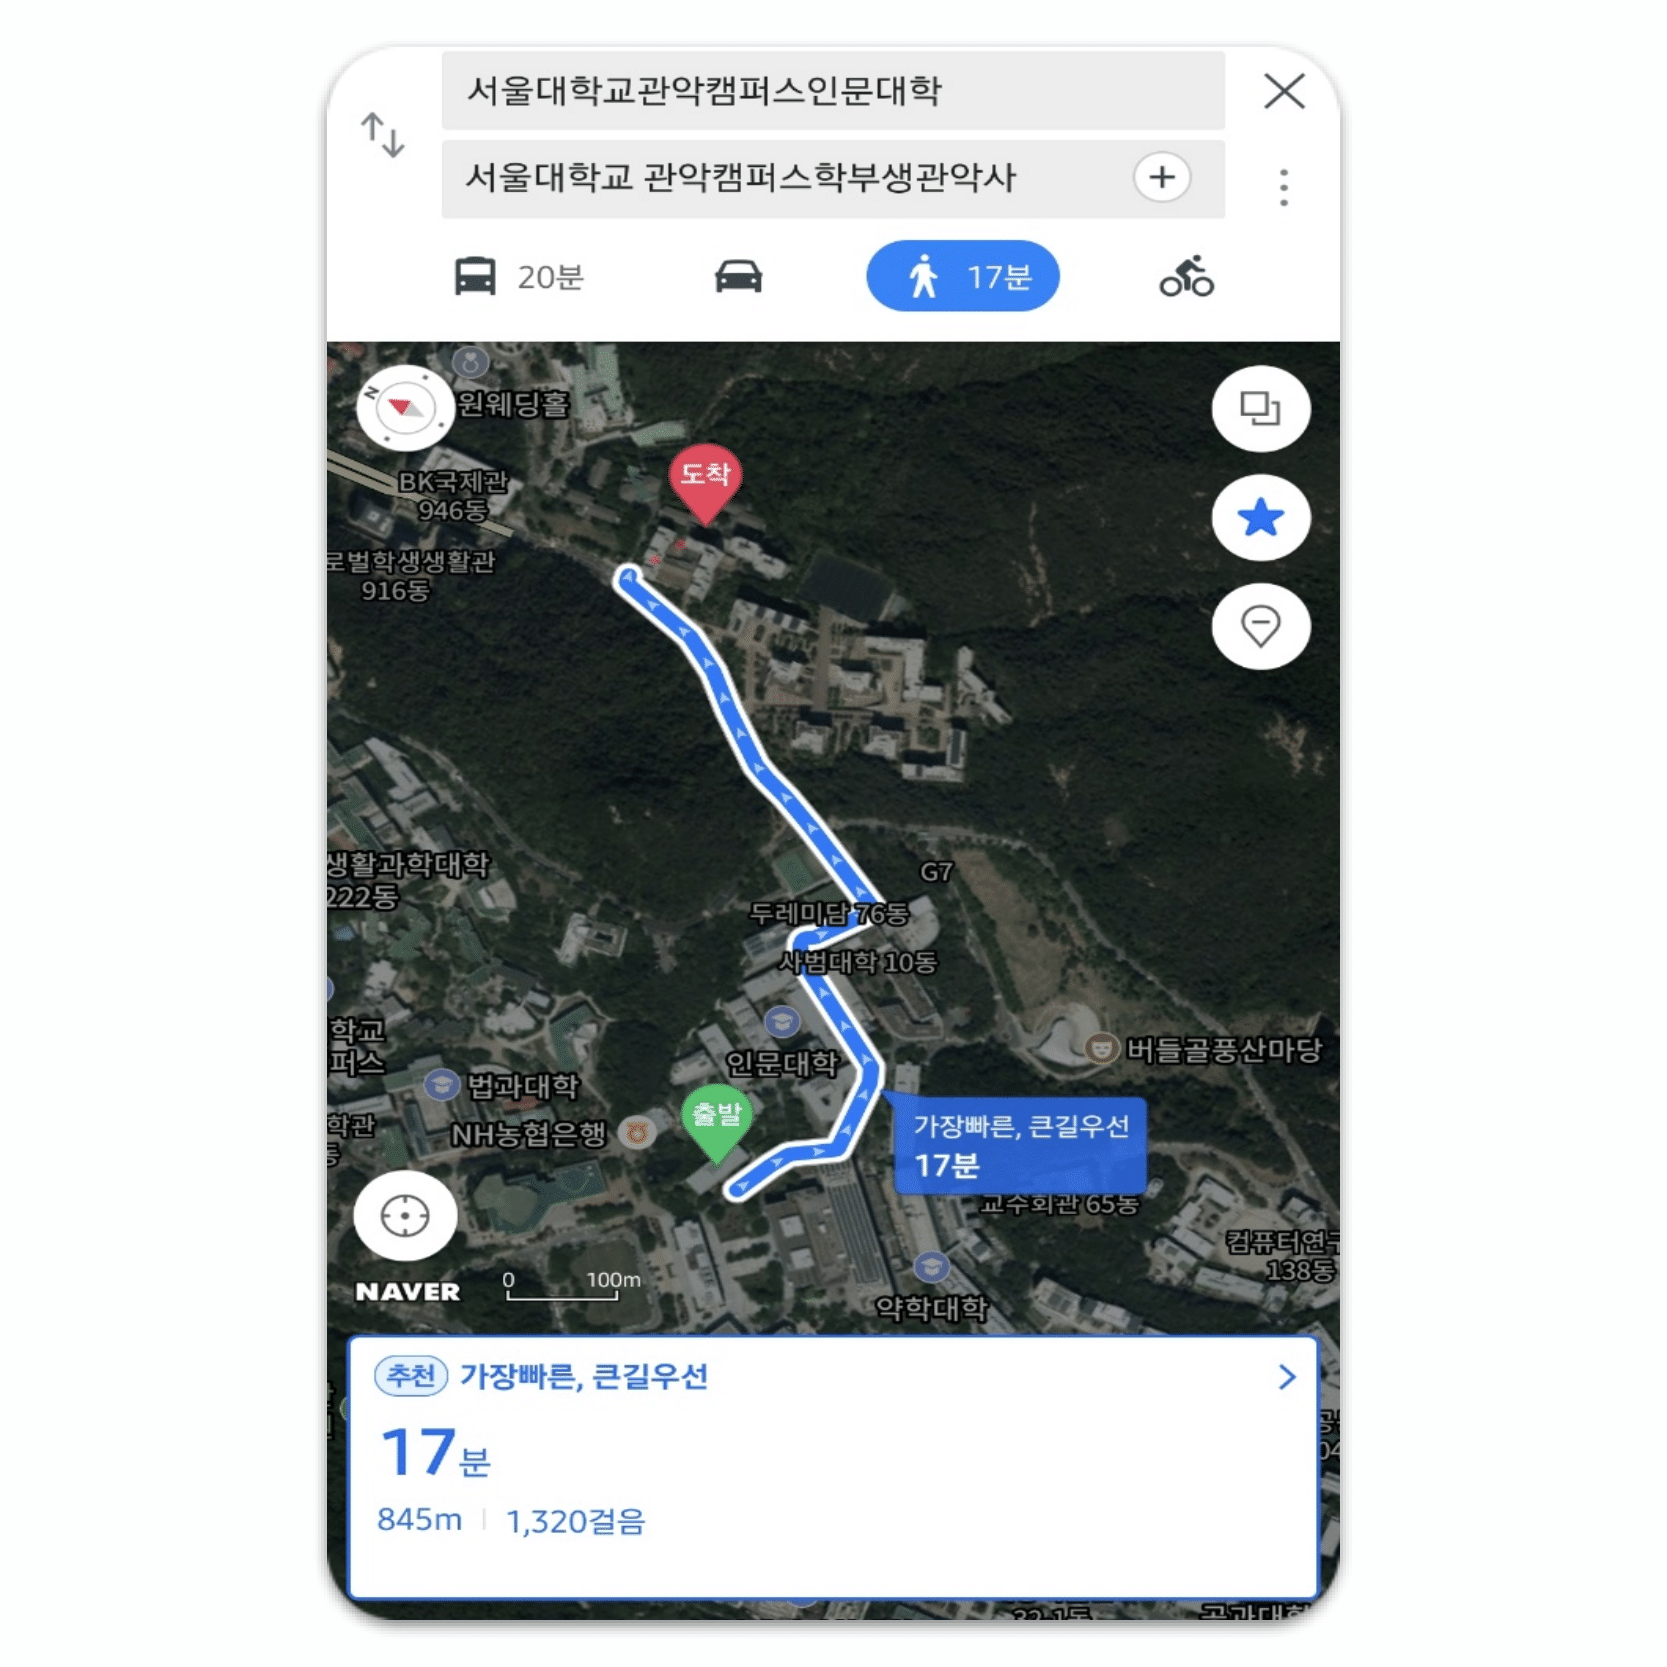 서울대학교관악캠퍼스인문대학
서울대학교 관악캠퍼스학부생관악사
20분
17분
N
원웨딩홀
도착
BK국제관
946동
로벌학생생활관
916동
생활과학대학
222동
G7
두레미담 76동
사범대학 10동
학교
퍼스
인문대학
버들골풍산마당
법과대학
출발
학관
NH농협은행
가장빠른, 큰길우선
17분
교수회관 65동
컴퓨터연구
138동
NAVER
0 100m
약학대학
추천 가장빠른, 큰길우선
17분
845m
1,320걸음
32-1동
공과대학